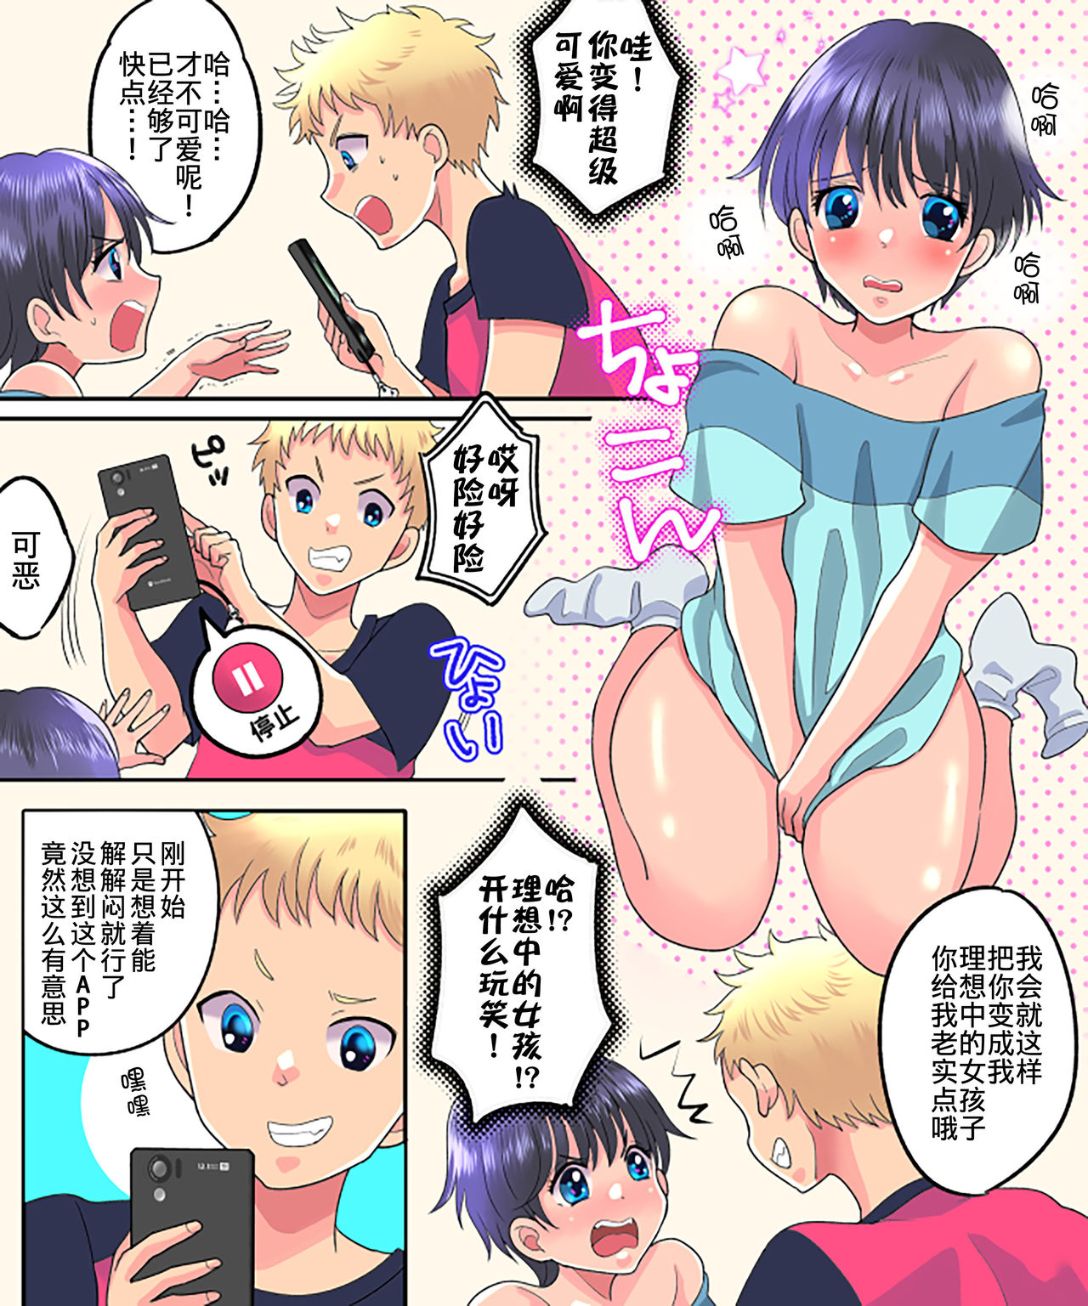 哇！
你变得超级
可爱啊
哈
啊
哈
啊
哈
啊
哈…哈…
才不可爱呢！
已经够了
快点…！
ちょこん
哎呀
好险好险
ピッ
可恶
停止
ひょい
刚开始
只是想着能
解解闷就行了
没想到这个APP
竟然这么有意思
嘿
嘿
我会就这样
把你变成我
理想中的女孩子
你给我老实点哦
哈!?
理想中的女孩!?
开什么玩笑！